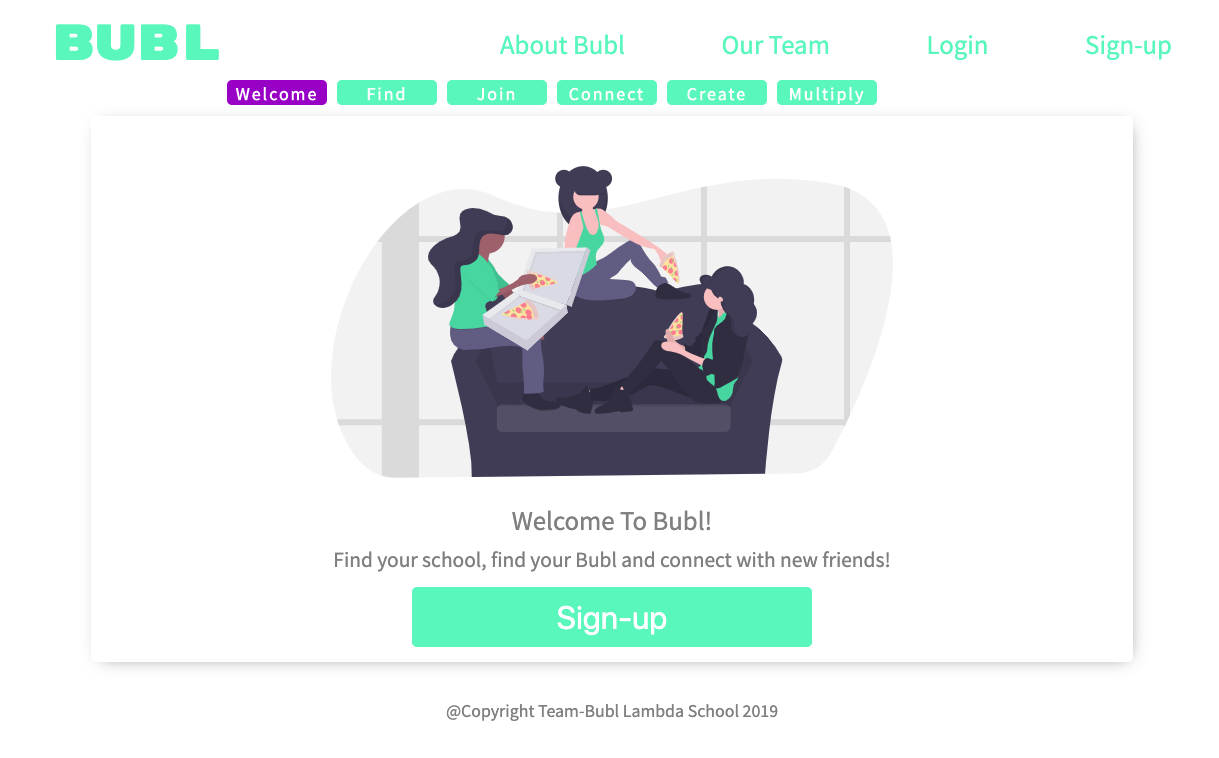 BUBL
About Bubl Our Team Login Sign-up
Welcome Find Join Connect Create Multiply
Welcome To Bubl!
Find your school, find your Bubl and connect with new friends!
Sign-up
@Copyright Team-Bubl Lambda School 2019